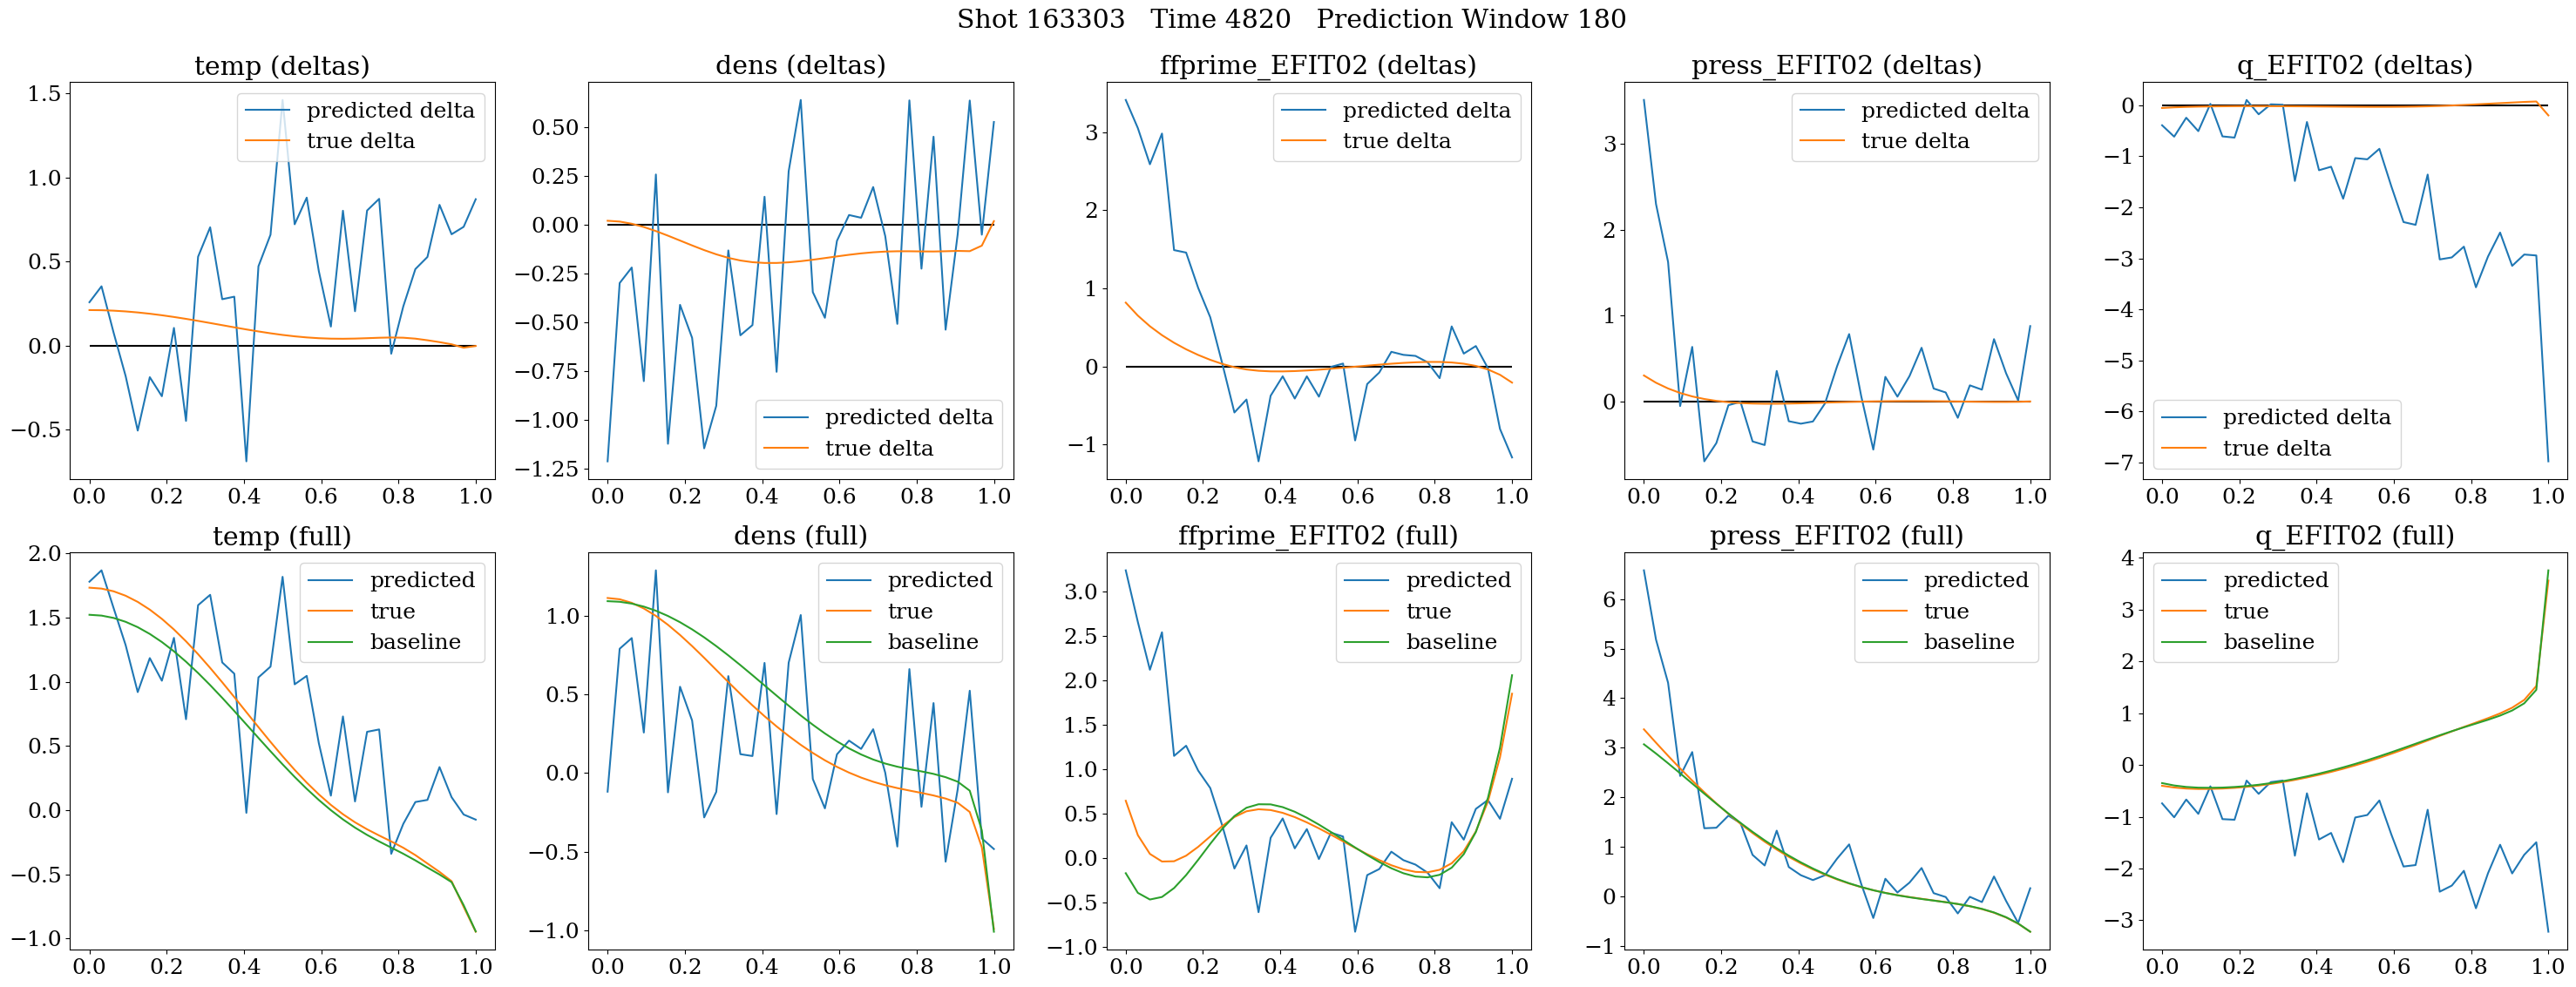 Shot 163303   Time 4820   Prediction Window 180
temp (deltas)
1.5
1.0
0.5
0.0
−0.5
0.0 0.2 0.4 0.6 0.8 1.0
predicted delta
true delta
dens (deltas)
0.50
0.25
0.00
−0.25
−0.50
−0.75
−1.00
−1.25
0.0 0.2 0.4 0.6 0.8 1.0
predicted delta
true delta
ffprime_EFIT02 (deltas)
3
2
1
0
−1
0.0 0.2 0.4 0.6 0.8 1.0
predicted delta
true delta
press_EFIT02 (deltas)
3
2
1
0
0.0 0.2 0.4 0.6 0.8 1.0
predicted delta
true delta
q_EFIT02 (deltas)
0
−1
−2
−3
−4
−5
−6
−7
0.0 0.2 0.4 0.6 0.8 1.0
predicted delta
true delta
temp (full)
2.0
1.5
1.0
0.5
0.0
−0.5
−1.0
0.0 0.2 0.4 0.6 0.8 1.0
predicted
true
baseline
dens (full)
1.0
0.5
0.0
−0.5
−1.0
0.0 0.2 0.4 0.6 0.8 1.0
predicted
true
baseline
ffprime_EFIT02 (full)
3.0
2.5
2.0
1.5
1.0
0.5
0.0
−0.5
−1.0
0.0 0.2 0.4 0.6 0.8 1.0
predicted
true
baseline
press_EFIT02 (full)
6
5
4
3
2
1
0
−1
0.0 0.2 0.4 0.6 0.8 1.0
predicted
true
baseline
q_EFIT02 (full)
4
3
2
1
0
−1
−2
−3
0.0 0.2 0.4 0.6 0.8 1.0
predicted
true
baseline